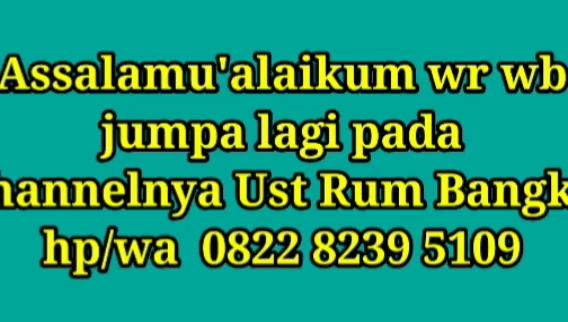 Assalamu'alaikum wr wb
jumpa lagi pada
hannelnya Ust Rum Bangk
hp/wa 0822 8239 5109